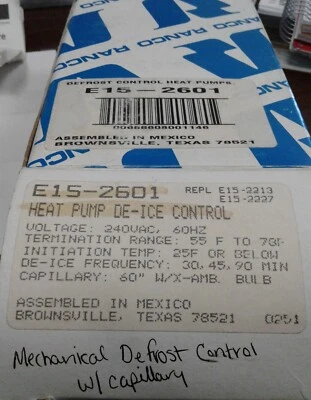 RANCO RANCO
DEFROST CONTROL HEAT PUMPS
E15-2601
ASSEMBLED IN MEXICO
BROWNSVILLE, TEXAS 78521
E15-2601 REPL E15-2213
E15-2227
HEAT PUMP DE-ICE CONTROL
VOLTAGE: 240VAC, 60HZ
TERMINATION RANGE: 55 F TO
INITIATION TEMP: 25F OR BELOW
DE-ICE FREQUENCY: 30,45,90 MIN
CAPILLARY: 60" W/X-AMB. BULB
ASSEMBLED IN MEXICO
BROWNSVILLE, TEXAS 78521 0251
Mechanical Defrost Control
w/ capillary